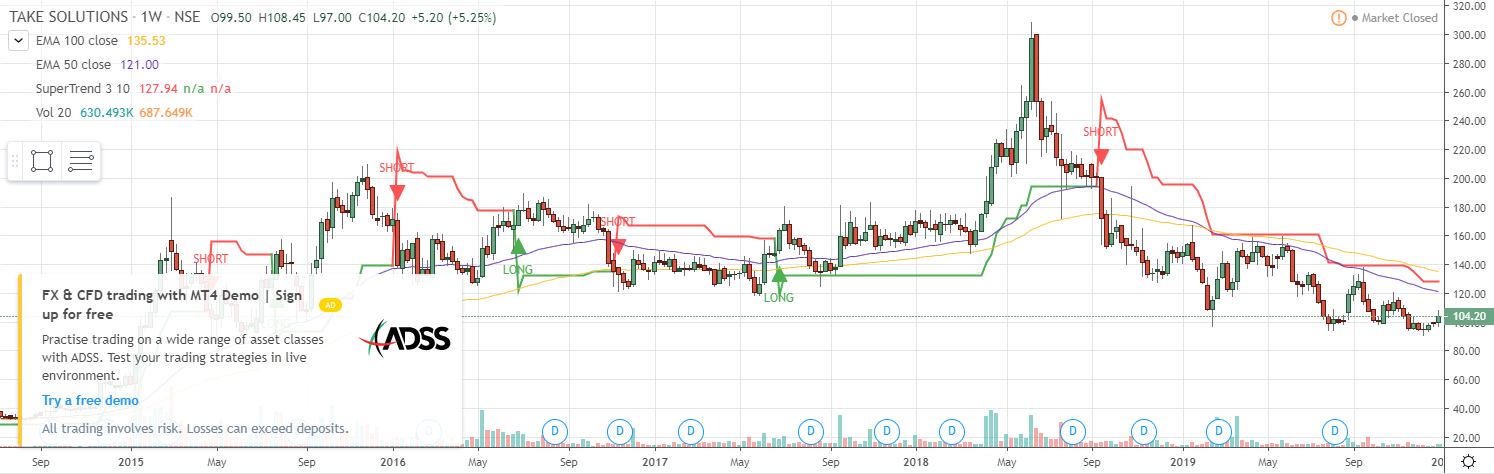 TAKE SOLUTIONS · 1W · NSE O99.50 H108.45 L97.00 C104.20 +5.20 (+5.25%)
Market Closed
EMA 100 close 135.53
EMA 50 close 121.00
SuperTrend 3 10 127.94 n/a n/a
Vol 20 630.493K 687.649K
320.00
300.00
280.00
260.00
240.00
220.00
200.00
180.00
160.00
140.00
120.00
104.20
80.00
60.00
40.00
20.00
SHORT
SHORT
LONG
SHORT
LONG
SHORT
FX & CFD trading with MT4 Demo | Sign
up for free
AD
Practise trading on a wide range of asset classes
with ADSS. Test your trading strategies in live
environment.
Try a free demo
All trading involves risk. Losses can exceed deposits.
ADSS
D D D D D D D D D D D
Sep 2015 May Sep 2016 May Sep 2017 May Sep 2018 May Sep 2019 May Sep 20